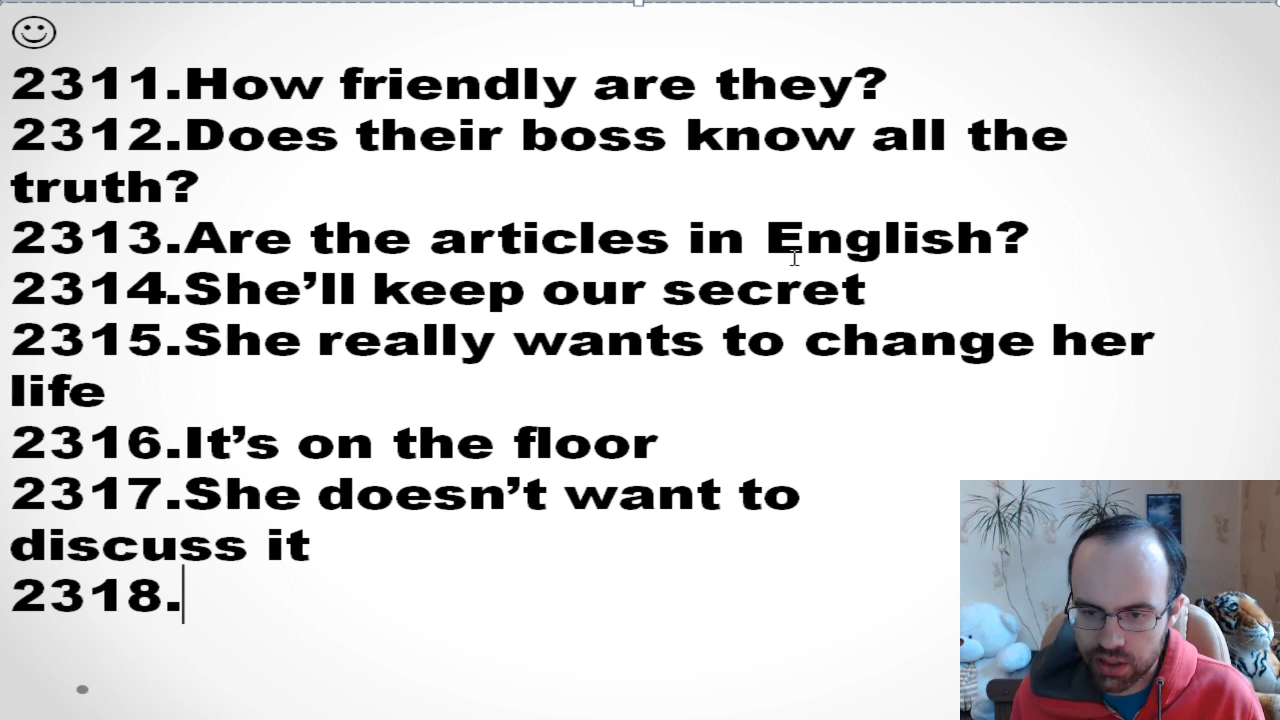 2311.How friendly are they?
2312.Does their boss know all the
truth?
2313.Are the articles in English?
2314.She’ll keep our secret
2315.She really wants to change her
life
2316.It’s on the floor
2317.She doesn’t want to
discuss it
2318.